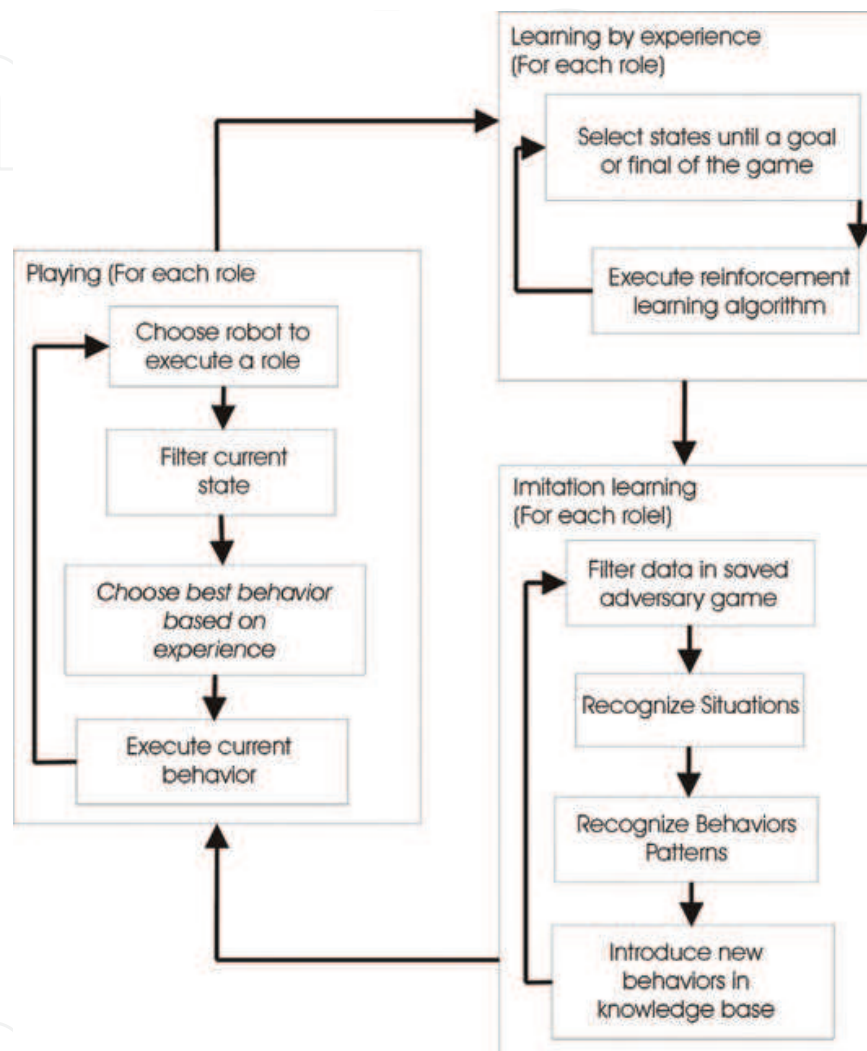 Learning by experience
(For each role)
Select states until a goal
or final of the game
Execute reinforcement
learning algorithm
Playing (For each role
Choose robot to
execute a role
Filter current
state
Choose best behavior
based on
experience
Execute current
behavior
Imitation learning
(For each rolel)
Filter data in saved
adversary game
Recognize Situations
Recognize Behaviors
Patterns
Introduce new
behaviors in
knowledge base